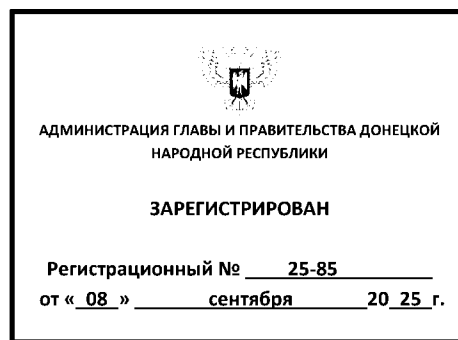 АДМИНИСТРАЦИЯ ГЛАВЫ И ПРАВИТЕЛЬСТВА ДОНЕЦКОЙ
НАРОДНОЙ РЕСПУБЛИКИ
ЗАРЕГИСТРИРОВАН
Регистрационный № 25-85
от « 08 » сентября 20 25 г.